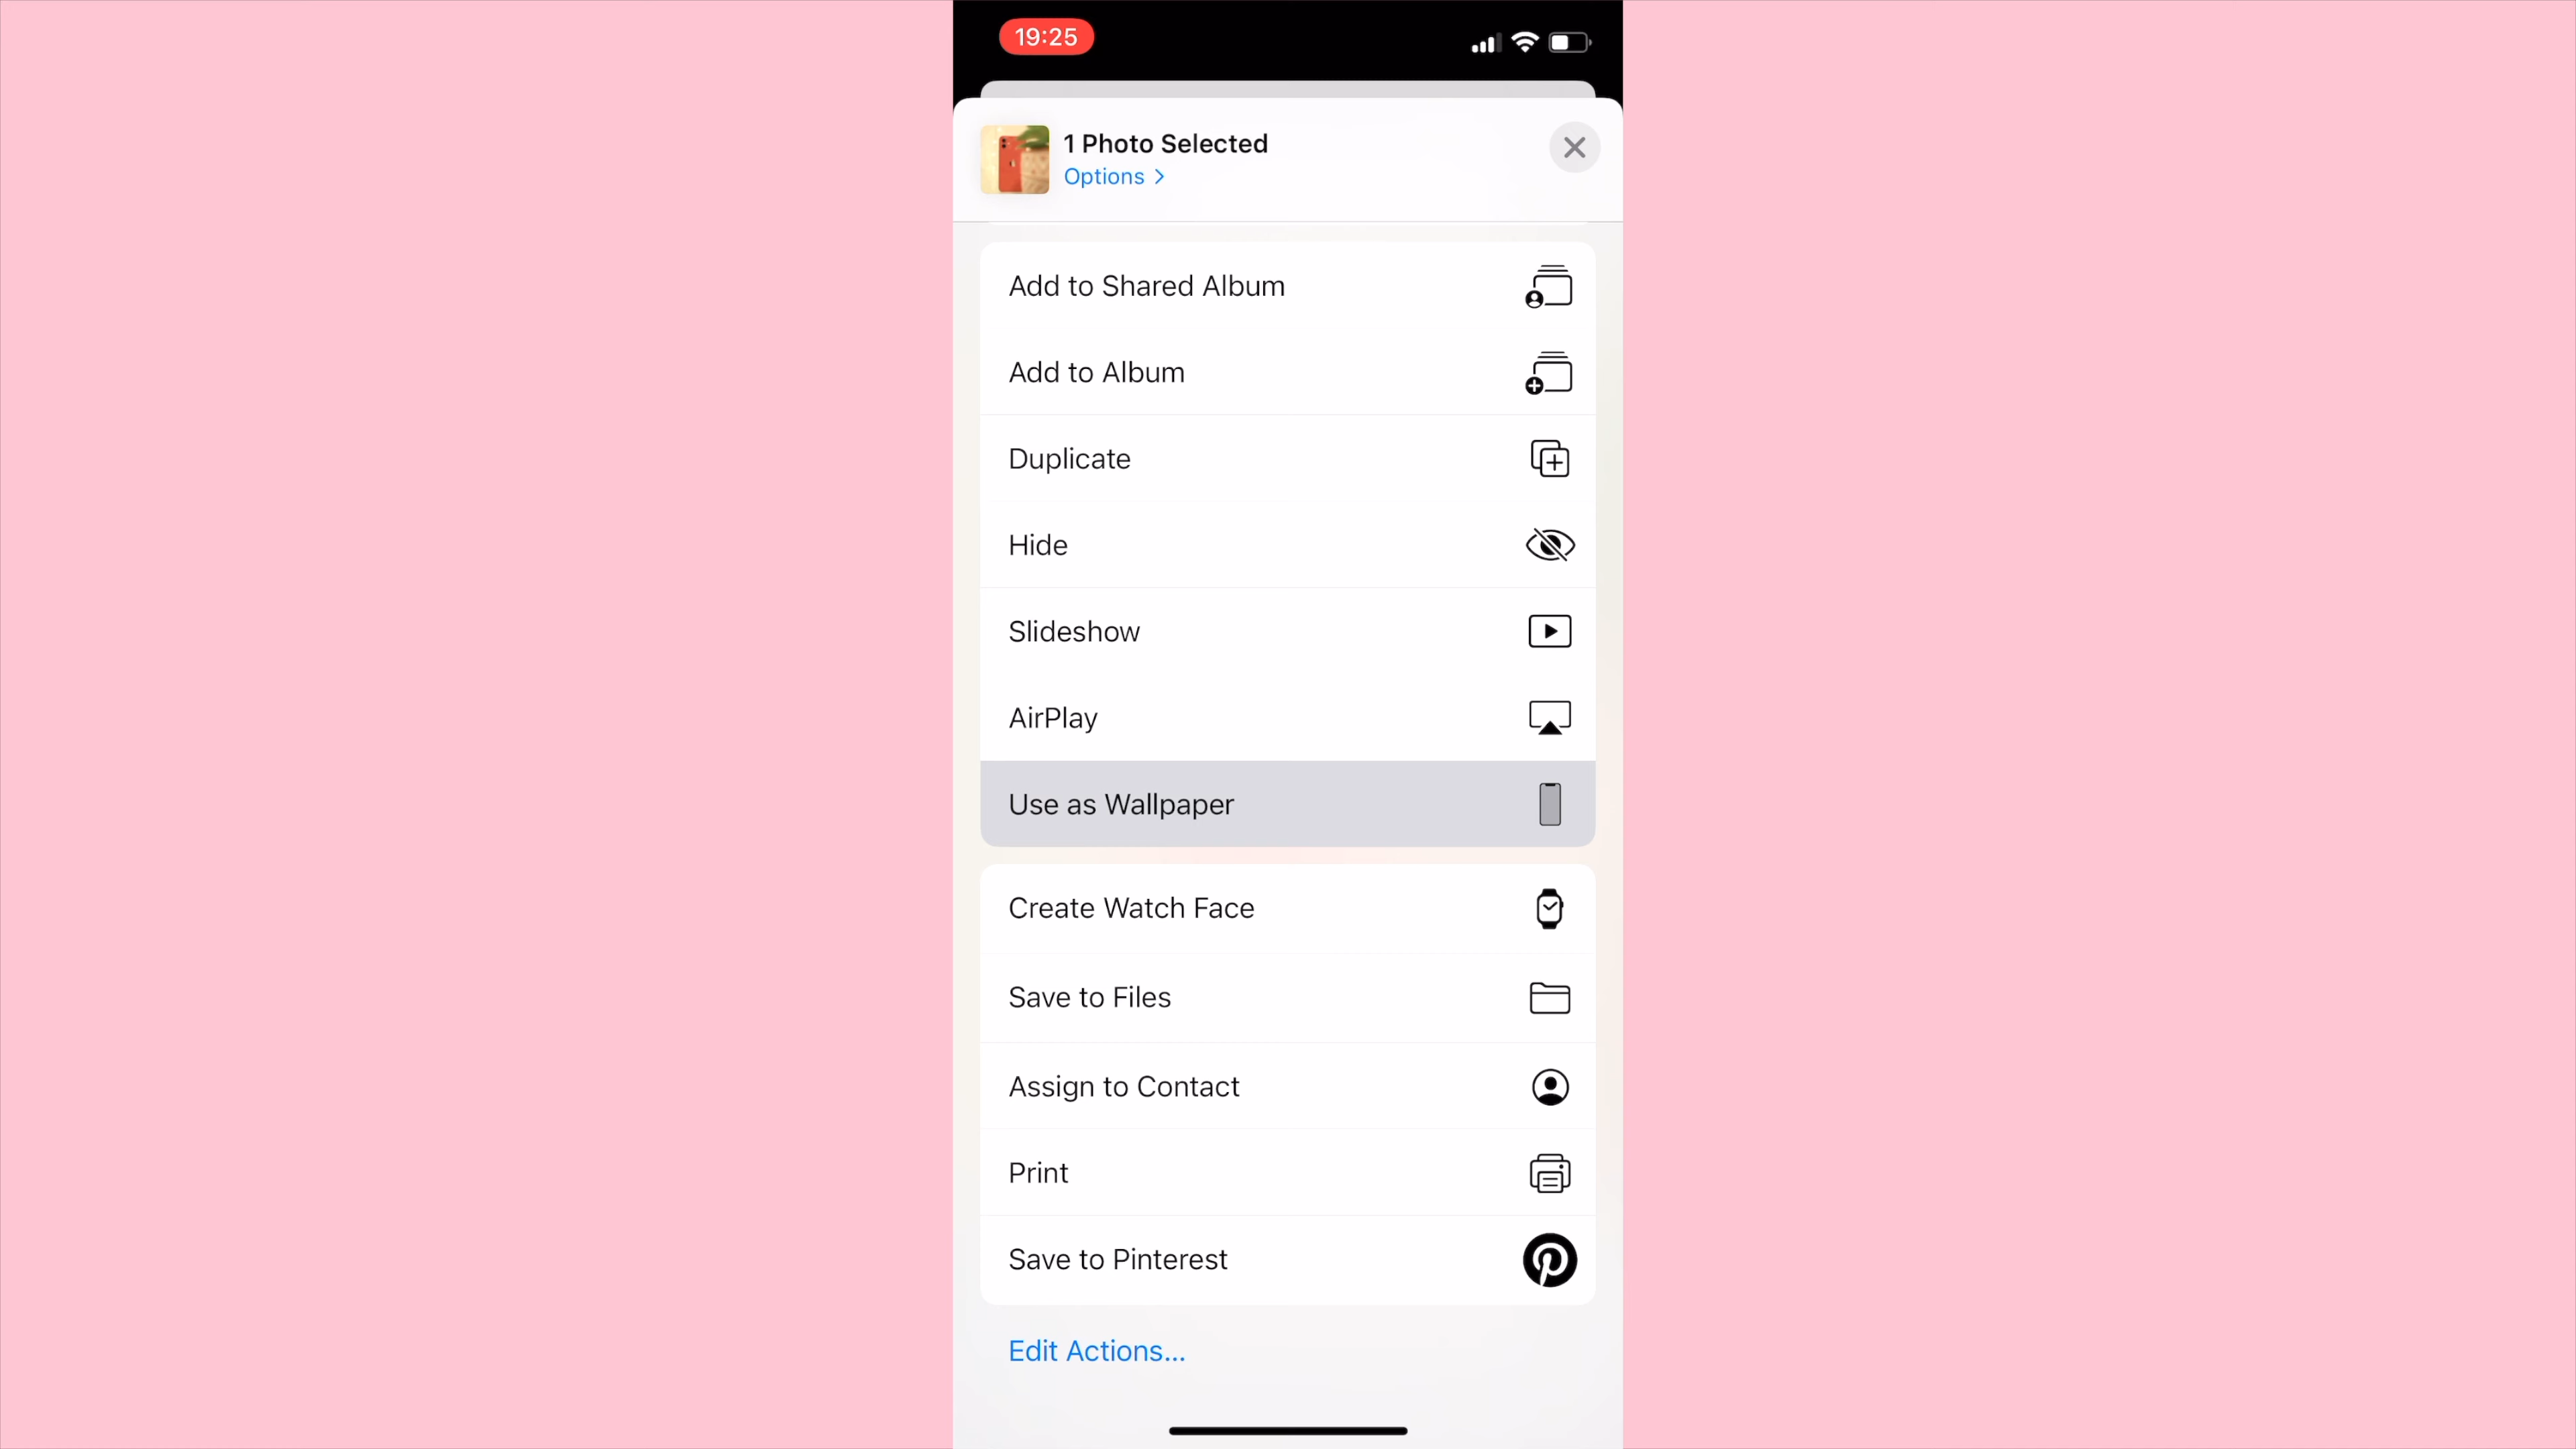 19:25
1 Photo Selected
Options
Add to Shared Album
Add to Album
Duplicate
Hide
Slideshow
AirPlay
Use as Wallpaper
Create Watch Face
Save to Files
Assign to Contact
Print
Save to Pinterest
Edit Actions...